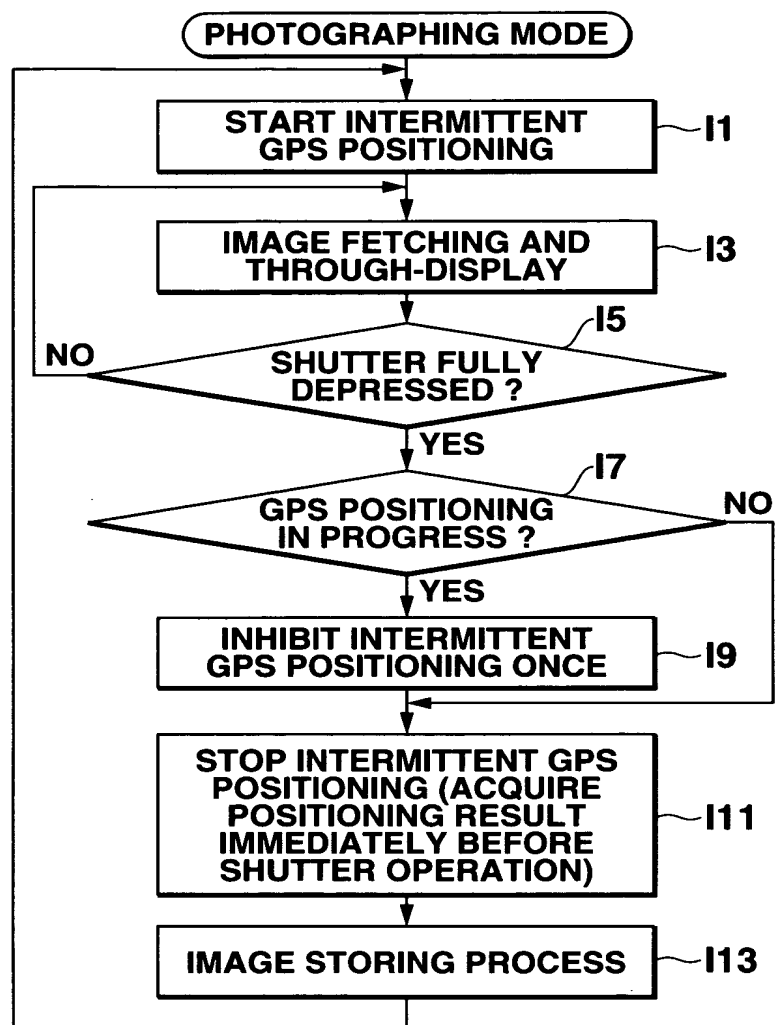 PHOTOGRAPHING MODE
START INTERMITTENT
GPS POSITIONING
I1
IMAGE FETCHING AND
THROUGH-DISPLAY
I3
I5
NO
SHUTTER FULLY
DEPRESSED ?
YES
I7
NO
GPS POSITIONING
IN PROGRESS ?
YES
INHIBIT INTERMITTENT
GPS POSITIONING ONCE
I9
STOP INTERMITTENT GPS
POSITIONING (ACQUIRE
POSITIONING RESULT
IMMEDIATELY BEFORE
SHUTTER OPERATION)
I11
IMAGE STORING PROCESS
I13